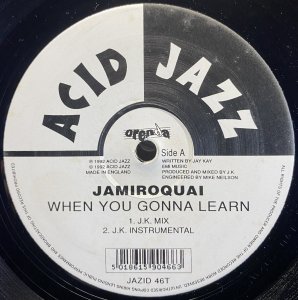 ACID JAZZ
orenda
Side A
℗ 1992 ACID JAZZ
© 1992 ACID JAZZ
MADE IN ENGLAND
WRITTEN BY JAY KAY
EMI MUSIC
PRODUCED AND MIXED BY J.K.
ENGINEERED BY MIKE NEILSON
JAMIROQUAI
WHEN YOU GONNA LEARN
1. J.K. MIX
2. J.K. INSTRUMENTAL
5 018615 904663
JAZID 46T